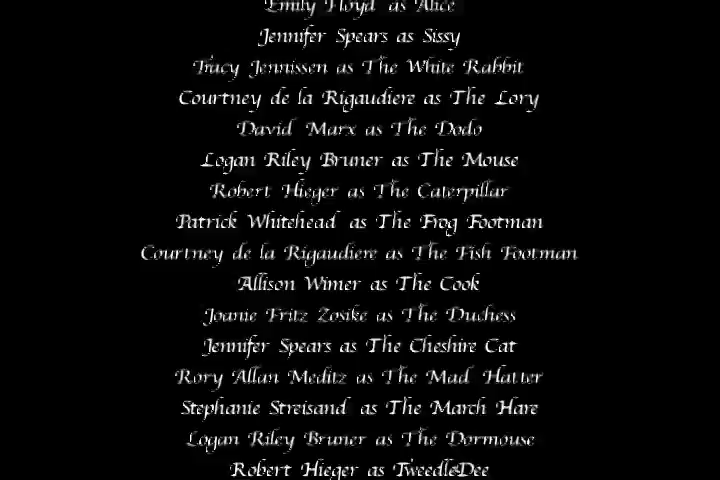 Emily Floyd as Alice
Jennifer Spears as Sissy
Tracy Jennissen as The White Rabbit
Courtney de la Rigaudiere as The Lory
David Marx as The Dodo
Logan Riley Bruner as The Mouse
Robert Hieger as The Caterpillar
Patrick Whitehead as The Frog Footman
Courtney de la Rigaudiere as The Fish Footman
Allison Wimer as The Cook
Joanie Fritz Zosike as The Duchess
Jennifer Spears as The Cheshire Cat
Rory Allan Meditz as The Mad Hatter
Stephanie Streisand as The March Hare
Logan Riley Bruner as The Dormouse
Robert Hieger as TweedleDee